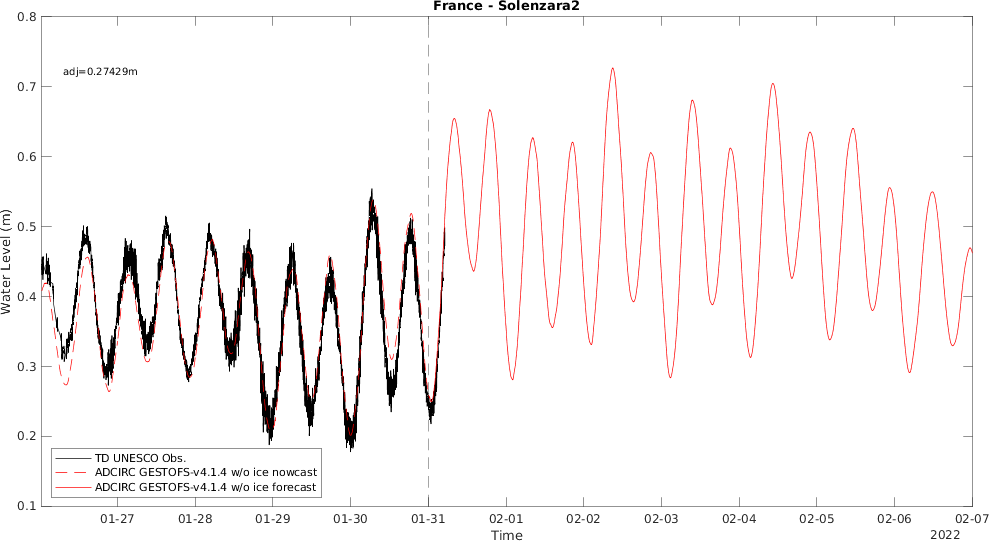 France - Solenzara2
adj=0.27429m
Water Level (m)
0.8
0.7
0.6
0.5
0.4
0.3
0.2
0.1
TD UNESCO Obs.
ADCIRC GESTOFS-v4.1.4 w/o ice nowcast
ADCIRC GESTOFS-v4.1.4 w/o ice forecast
01-27 01-28 01-29 01-30 01-31 02-01 02-02 02-03 02-04 02-05 02-06 02-07
Time
2022